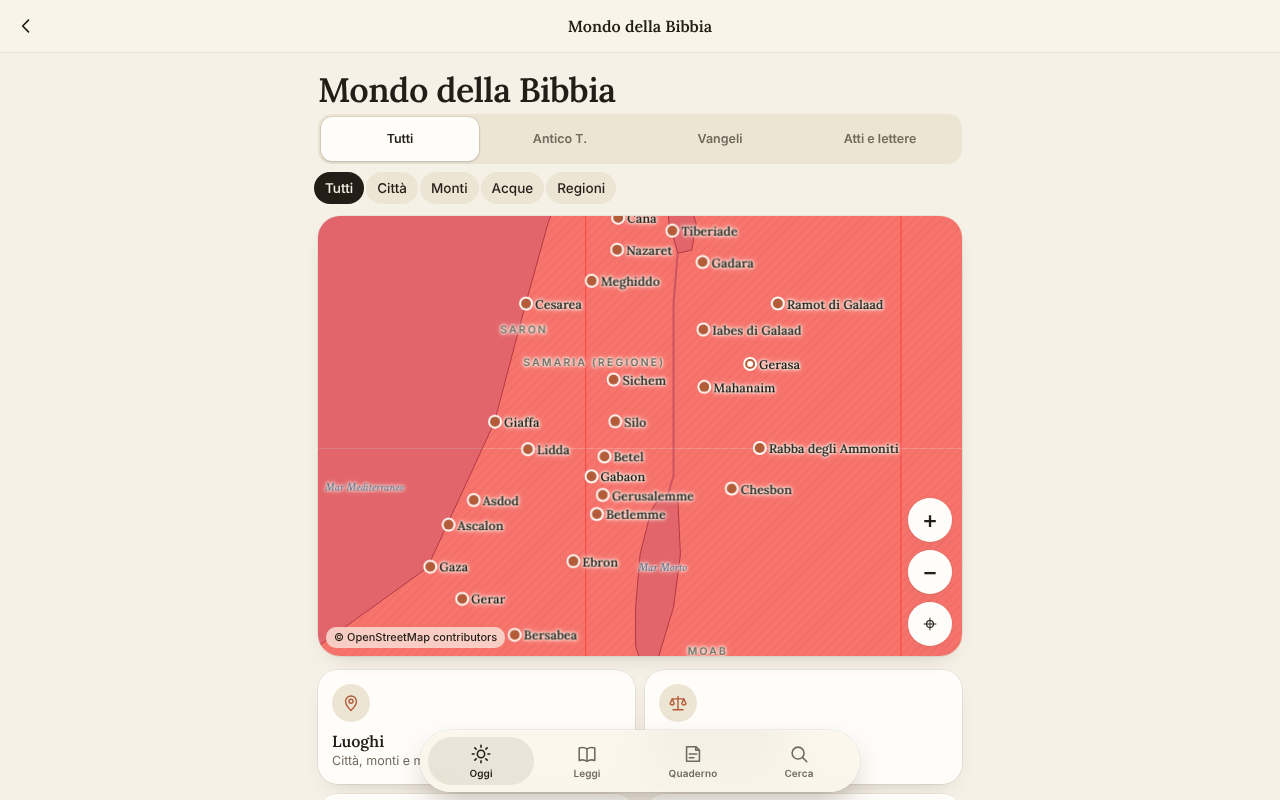 Mondo della Bibbia
Mondo della Bibbia
Tutti
Antico T.
Vangeli
Atti e lettere
Tutti
Città
Monti
Acque
Regioni
Cana
Tiberiade
Nazaret
Gadara
Meghiddo
Cesarea
Ramot di Galaad
SARON
Iabes di Galaad
SAMARIA (REGIONE)
Gerasa
Sichem
Mahanaim
Giaffa
Silo
Lidda
Betel
Rabba degli Ammoniti
Gabaon
Mar Mediterraneo
Gerusalemme
Chesbon
Asdod
Betlemme
Ascalon
Gaza
Ebron
Mar Morto
Gerar
© OpenStreetMap contributors
Bersabea
MOAB
+
−
Luoghi
Città, monti e m
Oggi
Leggi
Quaderno
Cerca